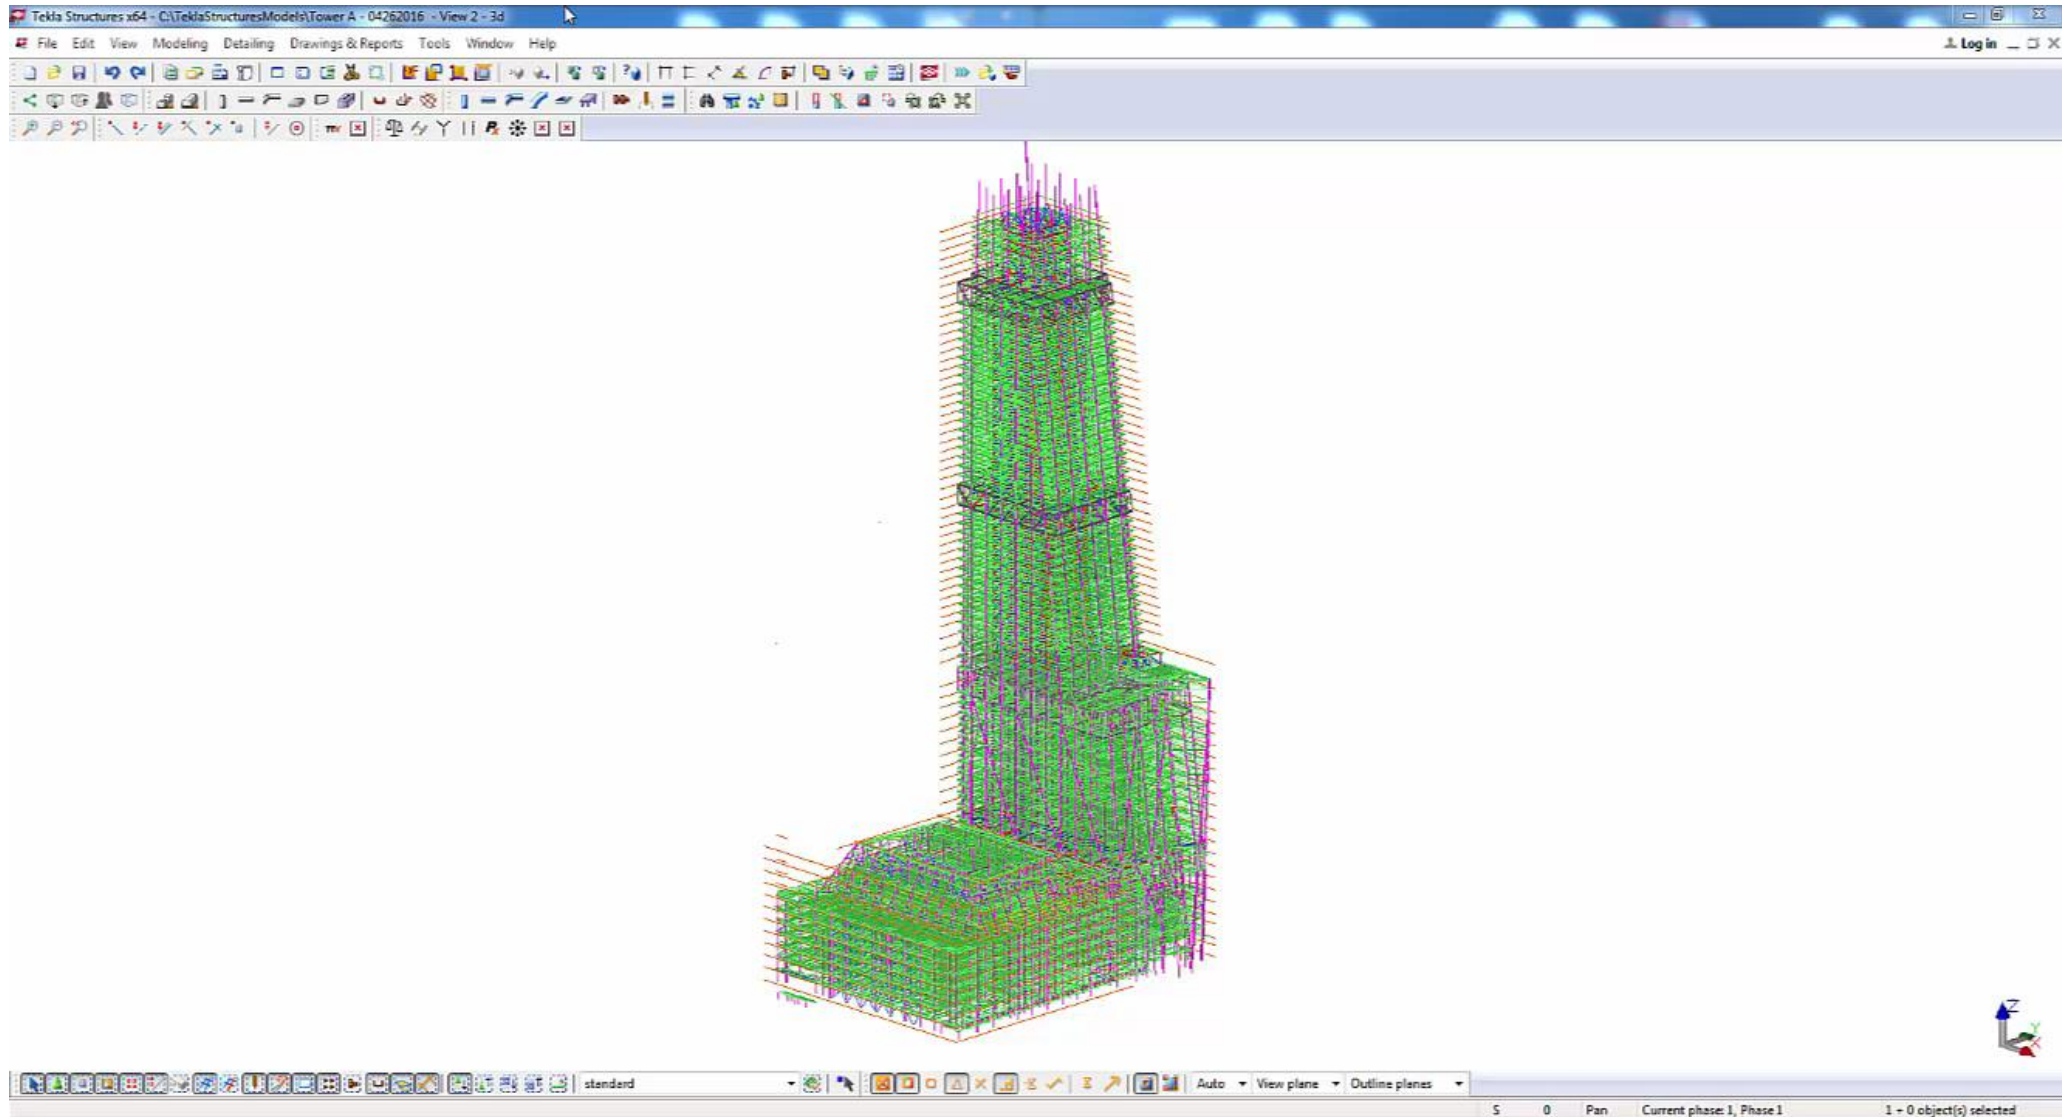 Tekla Structures x64 - C:\TeklaStructuresModels\Tower A - 04262016 - View 2 - 3d
File Edit View Modeling Detailing Drawings & Reports Tools Window Help
Log in
standard
Auto
View plane
Outline planes
S 0 Pan Current phase: 1, Phase 1 1 + 0 object(s) selected
Z
Y
X